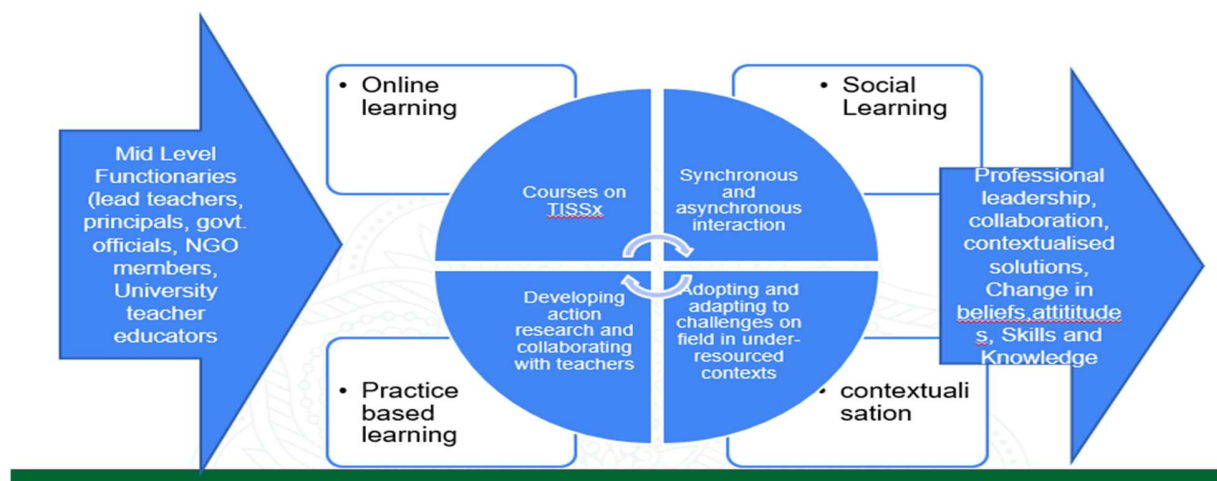 Mid Level
Functionaries
(lead teachers,
principals, govt.
officials, NGO
members,
University
teacher
educators
• Online
learning
Courses on
TISSx
• Social
Learning
Synchronous
and
asynchronous
interaction
• Practice
based
learning
Developing
action
research and
collaborating
with teachers
• contextuali
sation
Adopting and
adapting to
challenges on
field in under-
resourced
contexts
Professional
leadership,
collaboration,
contextualised
solutions,
Change in
beliefs,attititude
s, Skills and
Knowledge